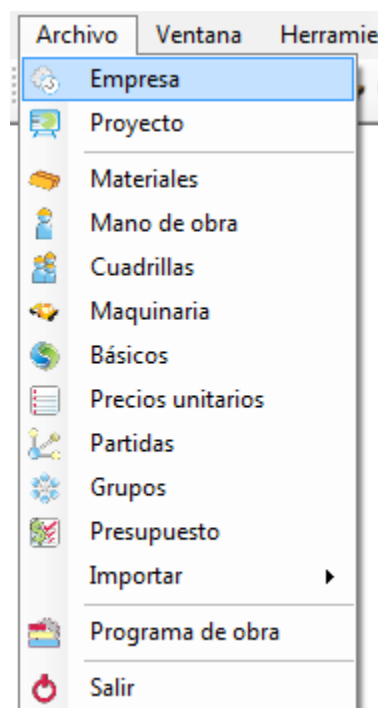 Archivo Ventana Herramie
Empresa
Proyecto
Materiales
Mano de obra
Cuadrillas
Maquinaria
Básicos
Precios unitarios
Partidas
Grupos
Presupuesto
Importar
Programa de obra
Salir